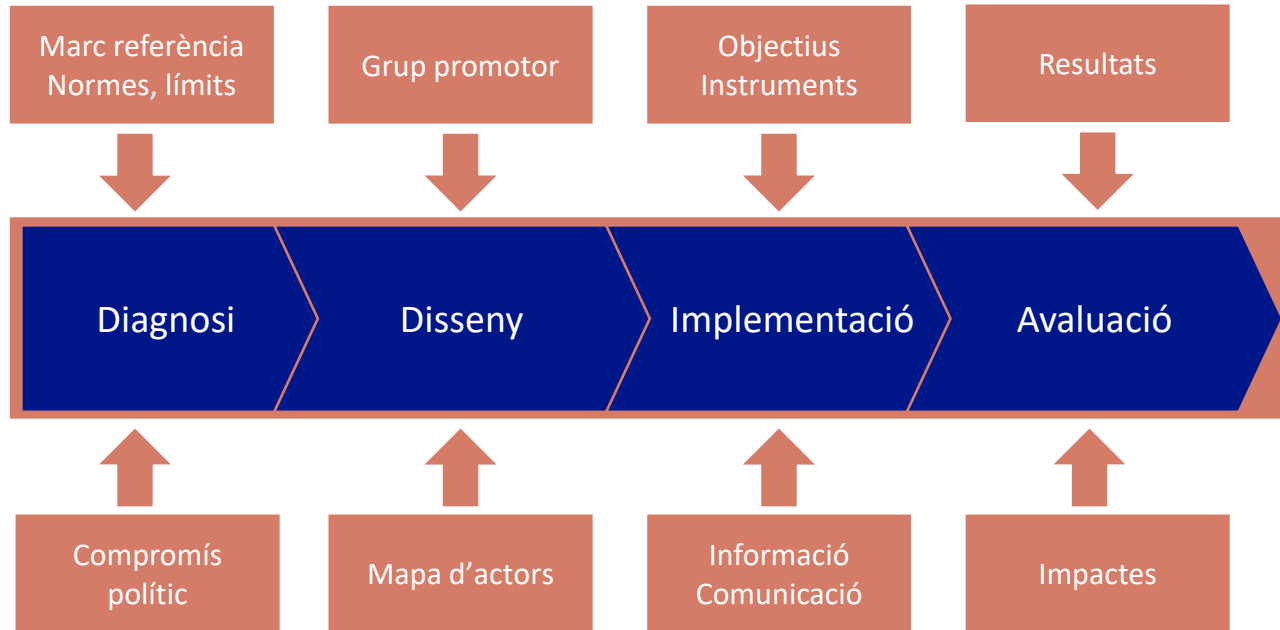 Marc referència
Normes, límits
Grup promotor
Objectius
Instruments
Resultats
Diagnosi
Disseny
Implementació
Avaluació
Compromís
polític
Mapa d’actors
Informació
Comunicació
Impactes